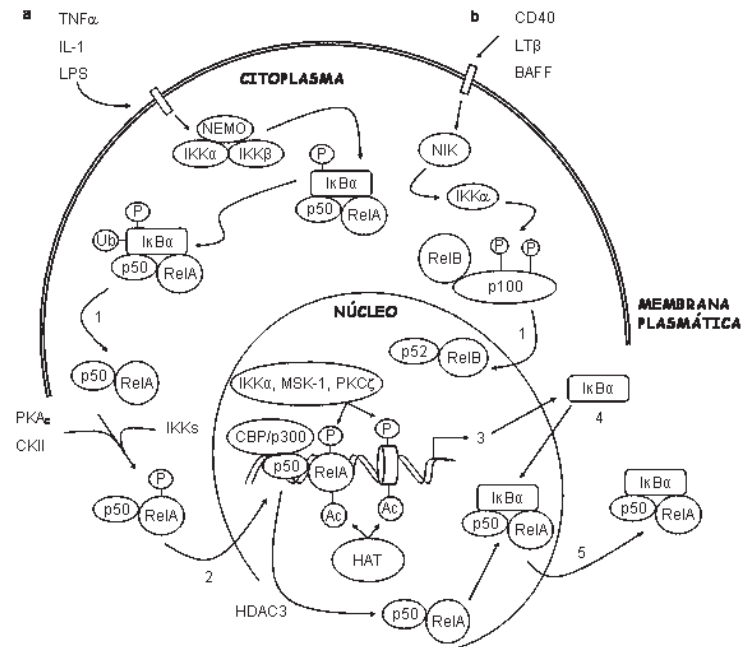 a
TNFα
IL-1
LPS
b
CD40
LTβ
BAFF
CITOPLASMA
NEMO
IKKα
IKKβ
P
IκBα
p50
RelA
P
Ub
IκBα
p50
RelA
1
p50
RelA
PKAc
CKII
IKKs
P
p50
RelA
2
NIK
IKKα
RelB
P
P
p100
1
MEMBRANA
PLASMÁTICA
NÚCLEO
p52
RelB
IKKα, MSK-1, PKCζ
CBP/p300
P
P
p50
RelA
Ac
Ac
HAT
3
IκBα
4
IκBα
p50
RelA
5
IκBα
p50
RelA
HDAC3
p50
RelA